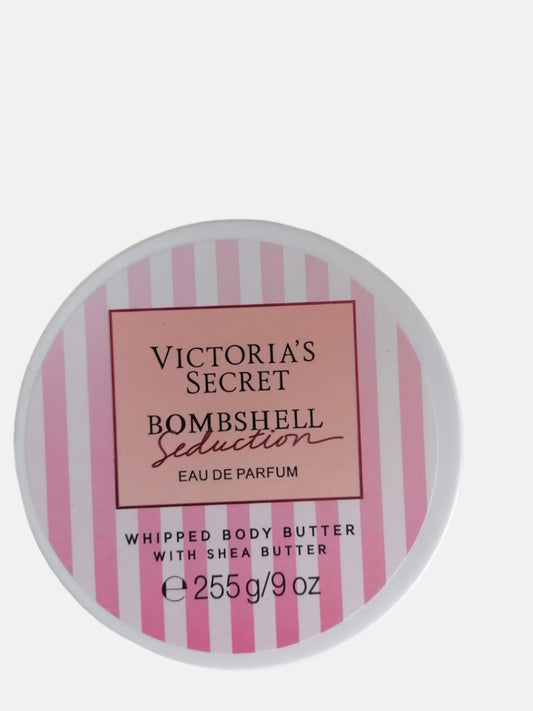 VICTORIA'S
SECRET
BOMBSHELL
Seduction
EAU DE PARFUM
WHIPPED BODY BUTTER
WITH SHEA BUTTER
℮ 255 g/9 oz